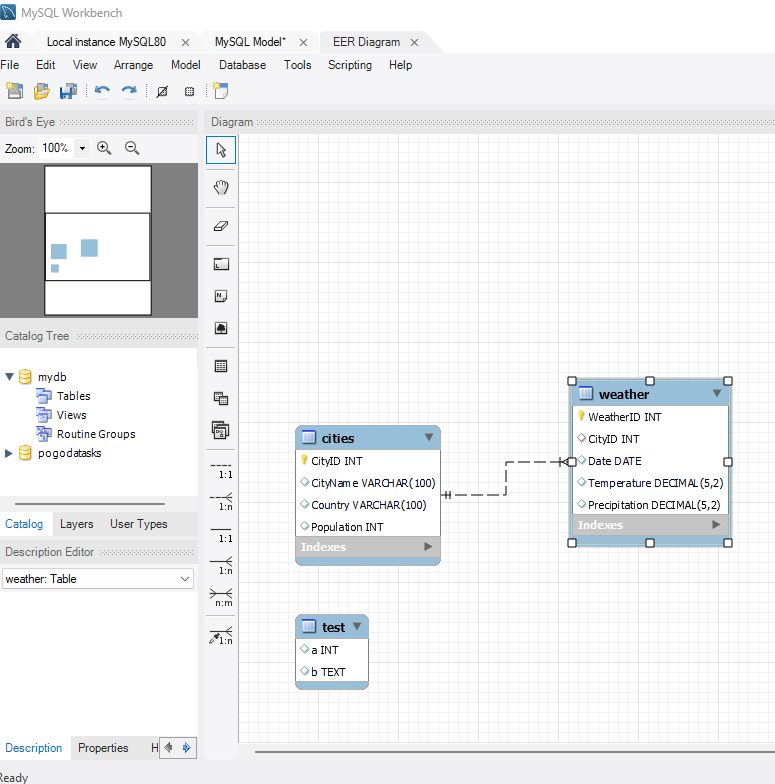 MySQL Workbench
Local instance MySQL80 MySQL Model* EER Diagram
File Edit View Arrange Model Database Tools Scripting Help
Bird's Eye
Diagram
Zoom: 100%
Catalog Tree
mydb
Tables
Views
Routine Groups
pogodatasks
Catalog Layers User Types
Description Editor
weather: Table
Description Properties H
Ready
1:1
1:n
1:1
1:n
n:m
1:n
cities
CityID INT
CityName VARCHAR(100)
Country VARCHAR(100)
Population INT
Indexes
weather
WeatherID INT
CityID INT
Date DATE
Temperature DECIMAL(5,2)
Precipitation DECIMAL(5,2)
Indexes
test
a INT
b TEXT